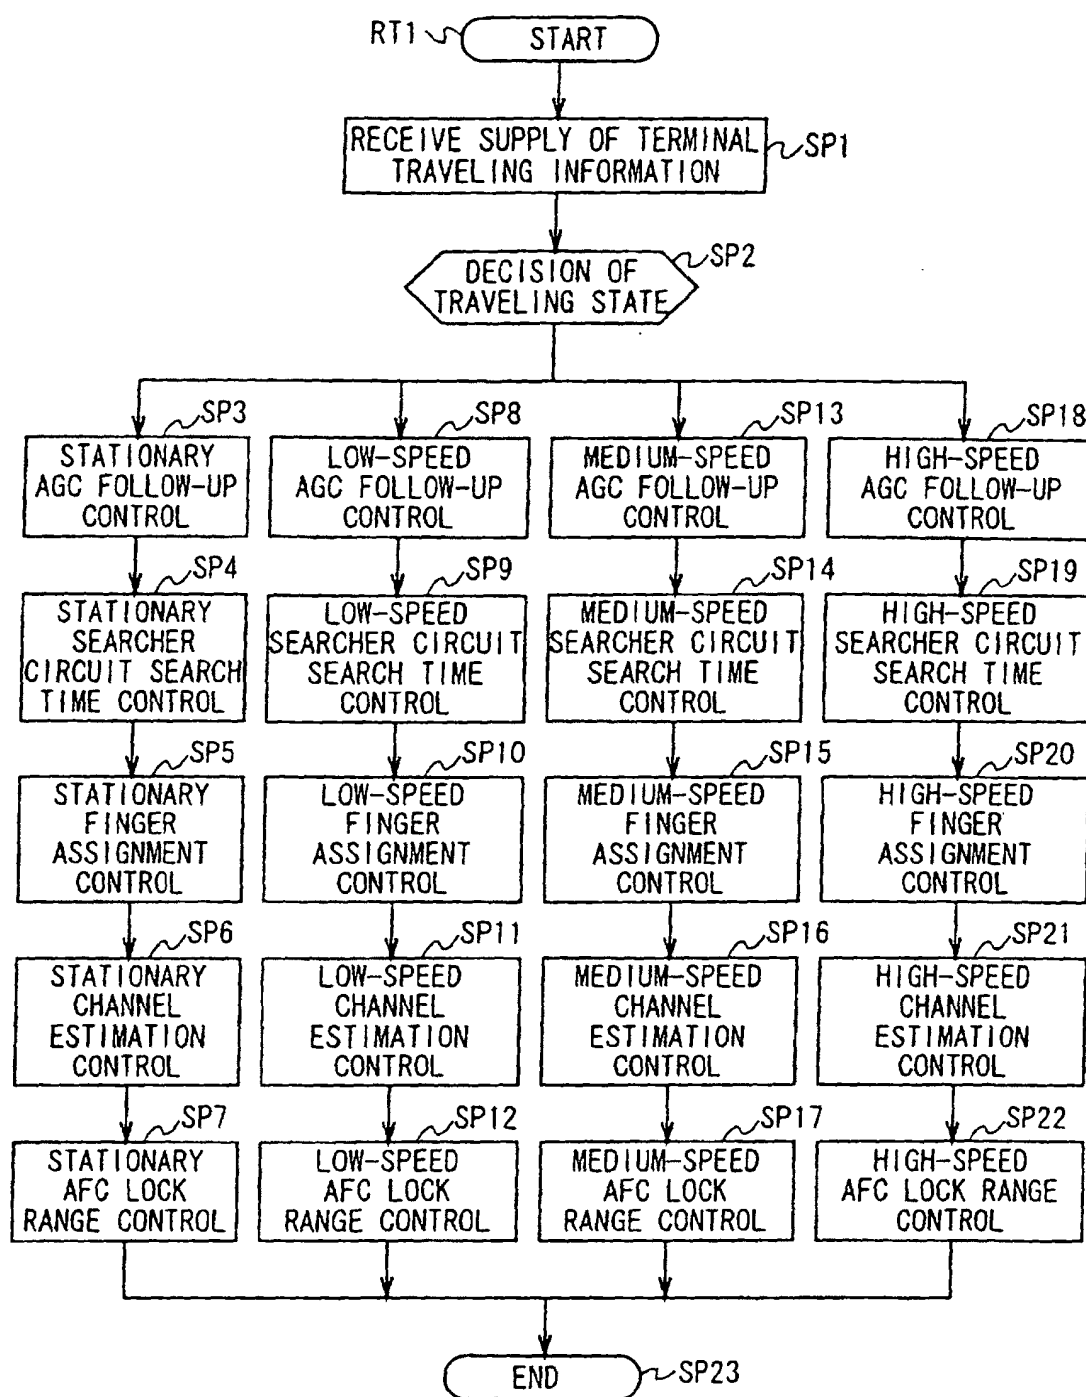 RT1
START
RECEIVE SUPPLY OF TERMINAL
TRAVELING INFORMATION
SP1
DECISION OF
TRAVELING STATE
SP2
SP3
STATIONARY
AGC FOLLOW-UP
CONTROL
SP8
LOW-SPEED
AGC FOLLOW-UP
CONTROL
SP13
MEDIUM-SPEED
AGC FOLLOW-UP
CONTROL
SP18
HIGH-SPEED
AGC FOLLOW-UP
CONTROL
SP4
STATIONARY
SEARCHER
CIRCUIT SEARCH
TIME CONTROL
SP9
LOW-SPEED
SEARCHER CIRCUIT
SEARCH TIME
CONTROL
SP14
MEDIUM-SPEED
SEARCHER CIRCUIT
SEARCH TIME
CONTROL
SP19
HIGH-SPEED
SEARCHER CIRCUIT
SEARCH TIME
CONTROL
SP5
STATIONARY
FINGER
ASSIGNMENT
CONTROL
SP10
LOW-SPEED
FINGER
ASSIGNMENT
CONTROL
SP15
MEDIUM-SPEED
FINGER
ASSIGNMENT
CONTROL
SP20
HIGH-SPEED
FINGER
ASSIGNMENT
CONTROL
SP6
STATIONARY
CHANNEL
ESTIMATION
CONTROL
SP11
LOW-SPEED
CHANNEL
ESTIMATION
CONTROL
SP16
MEDIUM-SPEED
CHANNEL
ESTIMATION
CONTROL
SP21
HIGH-SPEED
CHANNEL
ESTIMATION
CONTROL
SP7
STATIONARY
AFC LOCK
RANGE CONTROL
SP12
LOW-SPEED
AFC LOCK
RANGE CONTROL
SP17
MEDIUM-SPEED
AFC LOCK
RANGE CONTROL
SP22
HIGH-SPEED
AFC LOCK RANGE
CONTROL
END
SP23